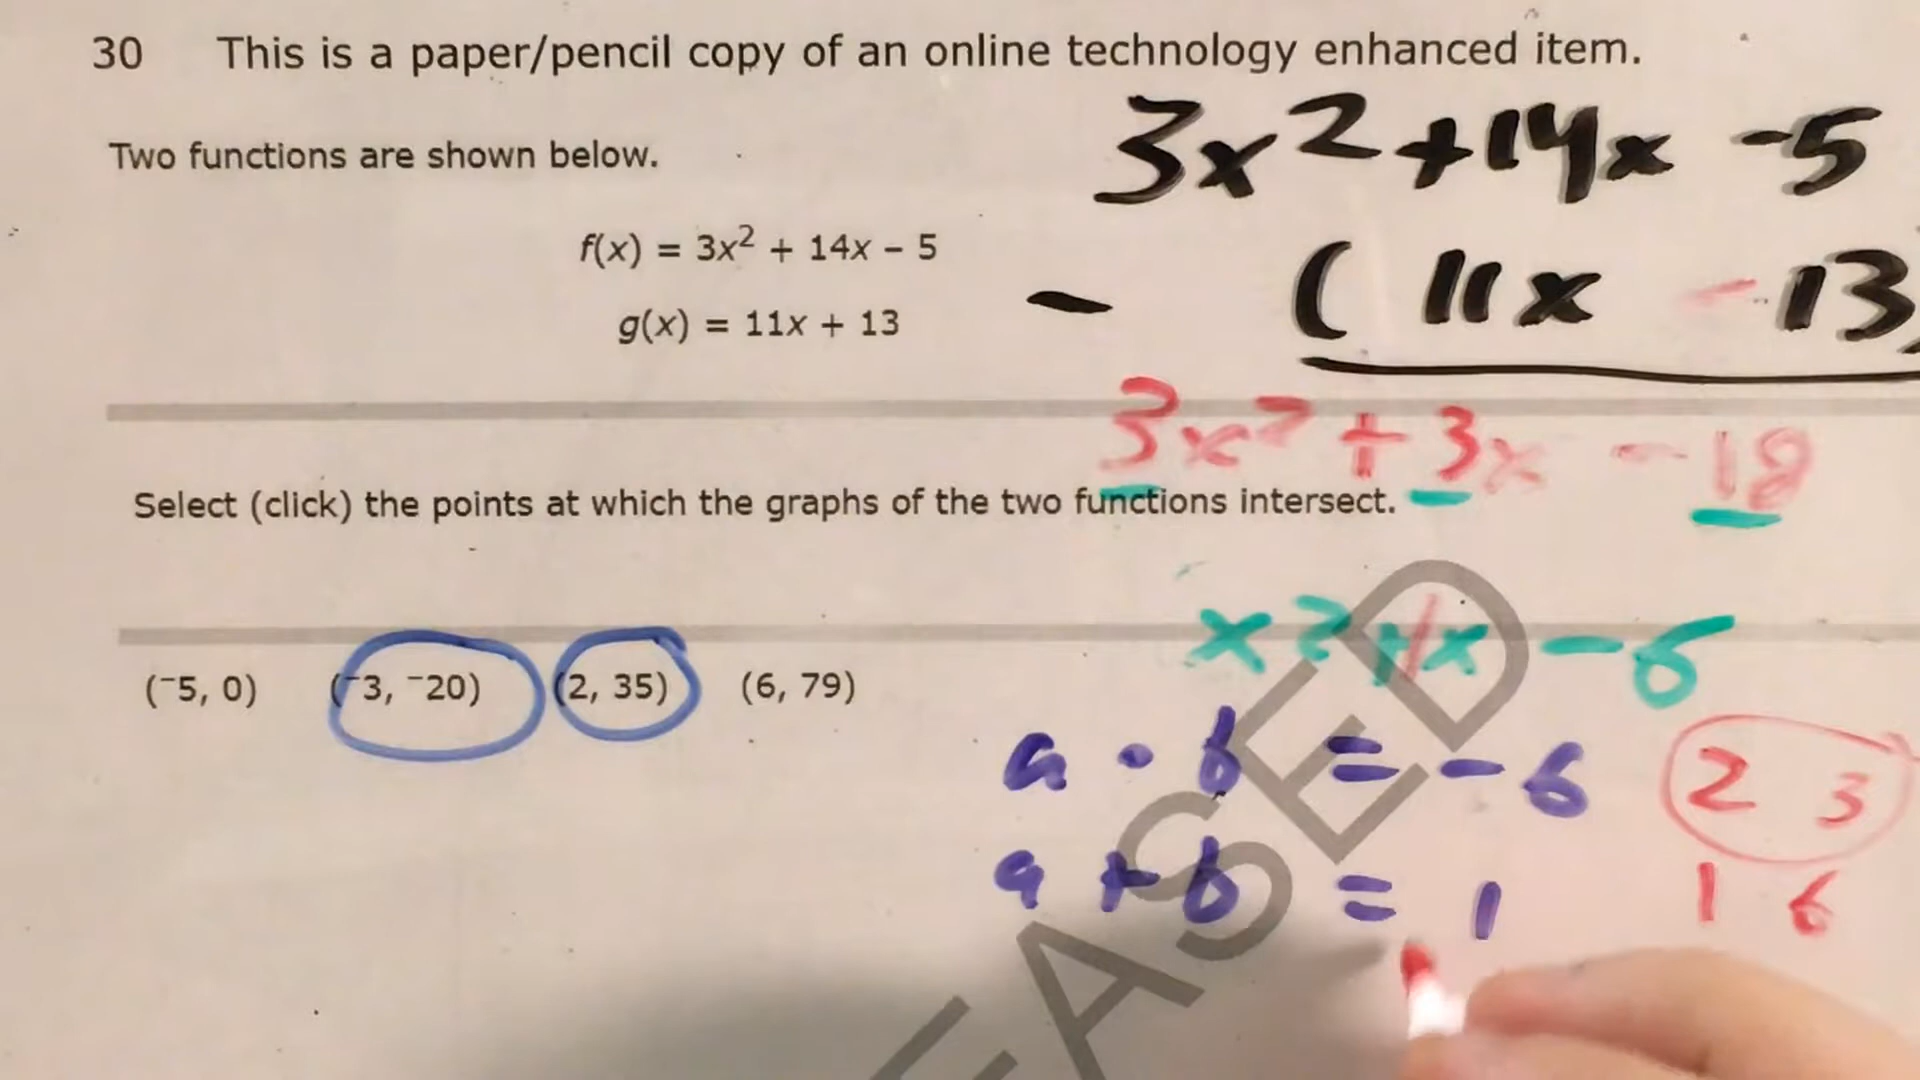 30 This is a paper/pencil copy of an online technology enhanced item.
Two functions are shown below.
f(x) = 3x² + 14x – 5
g(x) = 11x + 13
3x² + 14x - 5
- ( 11x - 13)
3x² + 3x - 18
Select (click) the points at which the graphs of the two functions intersect.
x² + 1x - 6
(⁻5, 0) (⁻3, ⁻20) (2, 35) (6, 79)
a • b = - 6
2 3
a + b = 1
1 6
EASED